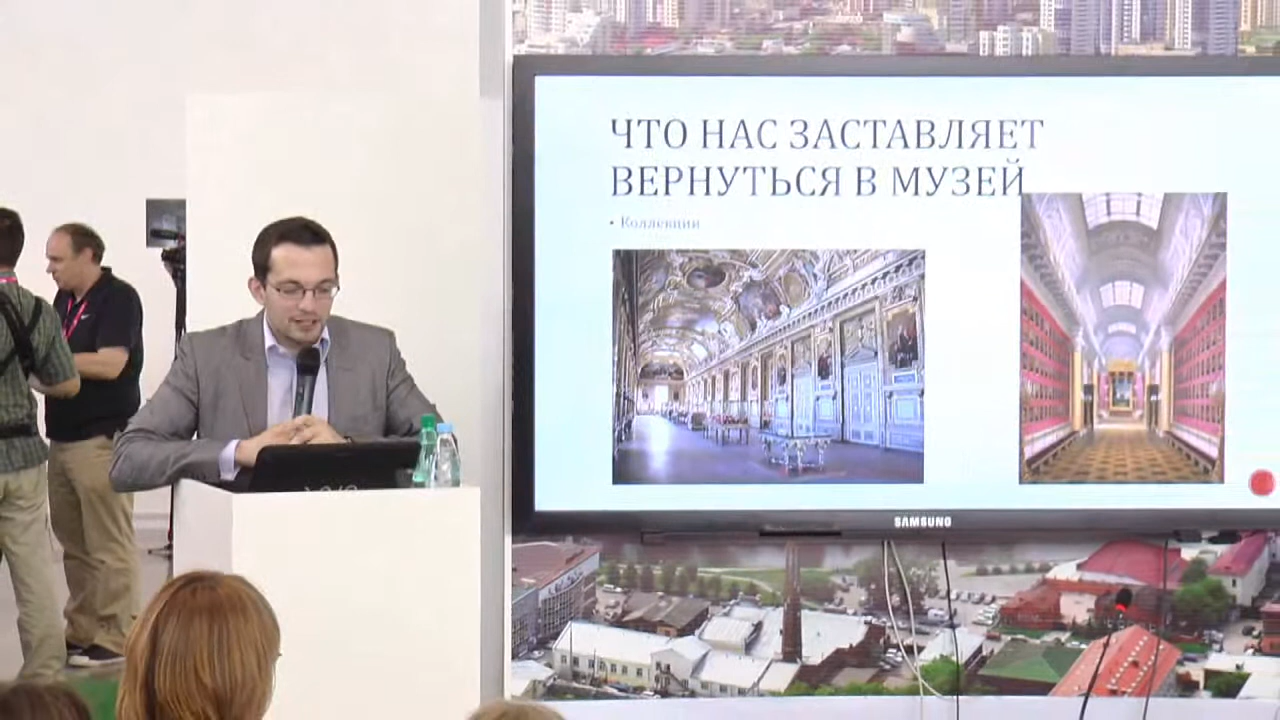 ЧТО НАС ЗАСТАВЛЯЕТ
ВЕРНУТЬСЯ В МУЗЕЙ
• Коллекции
SAMSUNG